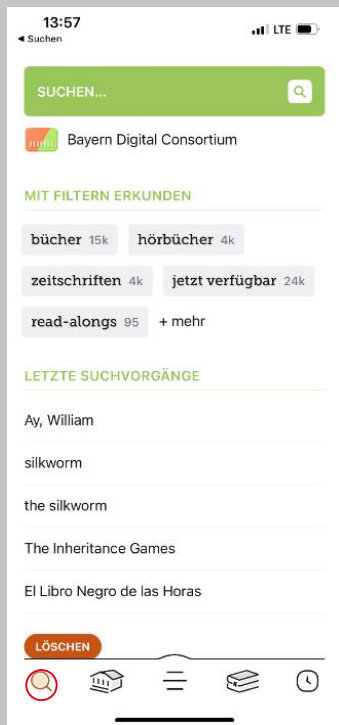 13:57
LTE
Suchen
SUCHEN...
Bayern Digital Consortium
MIT FILTERN ERKUNDEN
bücher 15k hörbücher 4k
zeitschriften 4k jetzt verfügbar 24k
read-alongs 95 + mehr
LETZTE SUCHVORGÄNGE
Ay, William
silkworm
the silkworm
The Inheritance Games
El Libro Negro de las Horas
LÖSCHEN